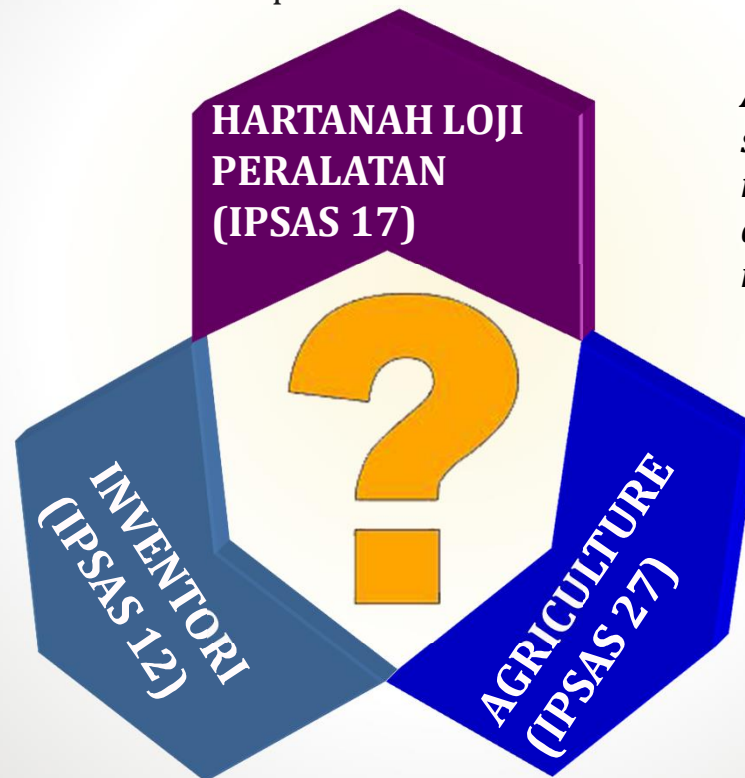 HARTANAH LOJI
PERALATAN
(IPSAS 17)
?
INVENTORI
(IPSAS 12)
AGRICULTURE
(IPSAS 27)